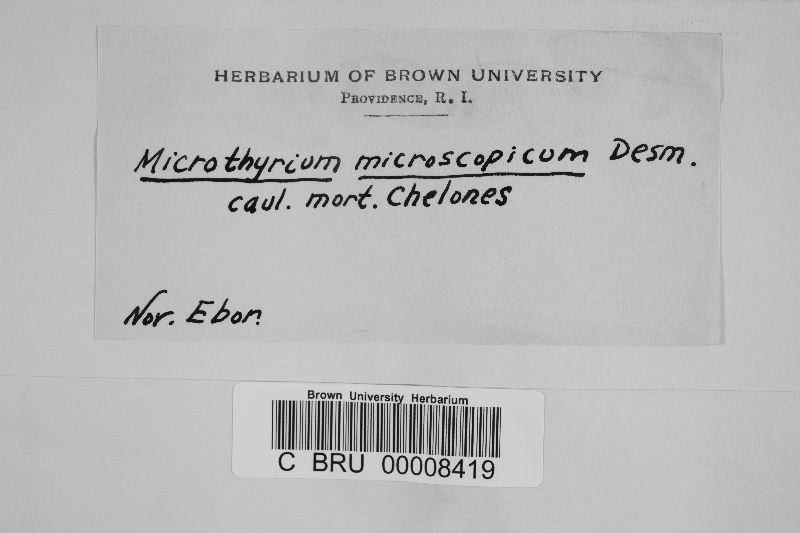 HERBARIUM OF BROWN UNIVERSITY
PROVIDENCE, R. I.
Microthyrium microscopicum Desm.
caul. mort. Chelones
Nov. Ebor.
Brown University Herbarium
C BRU 00008419